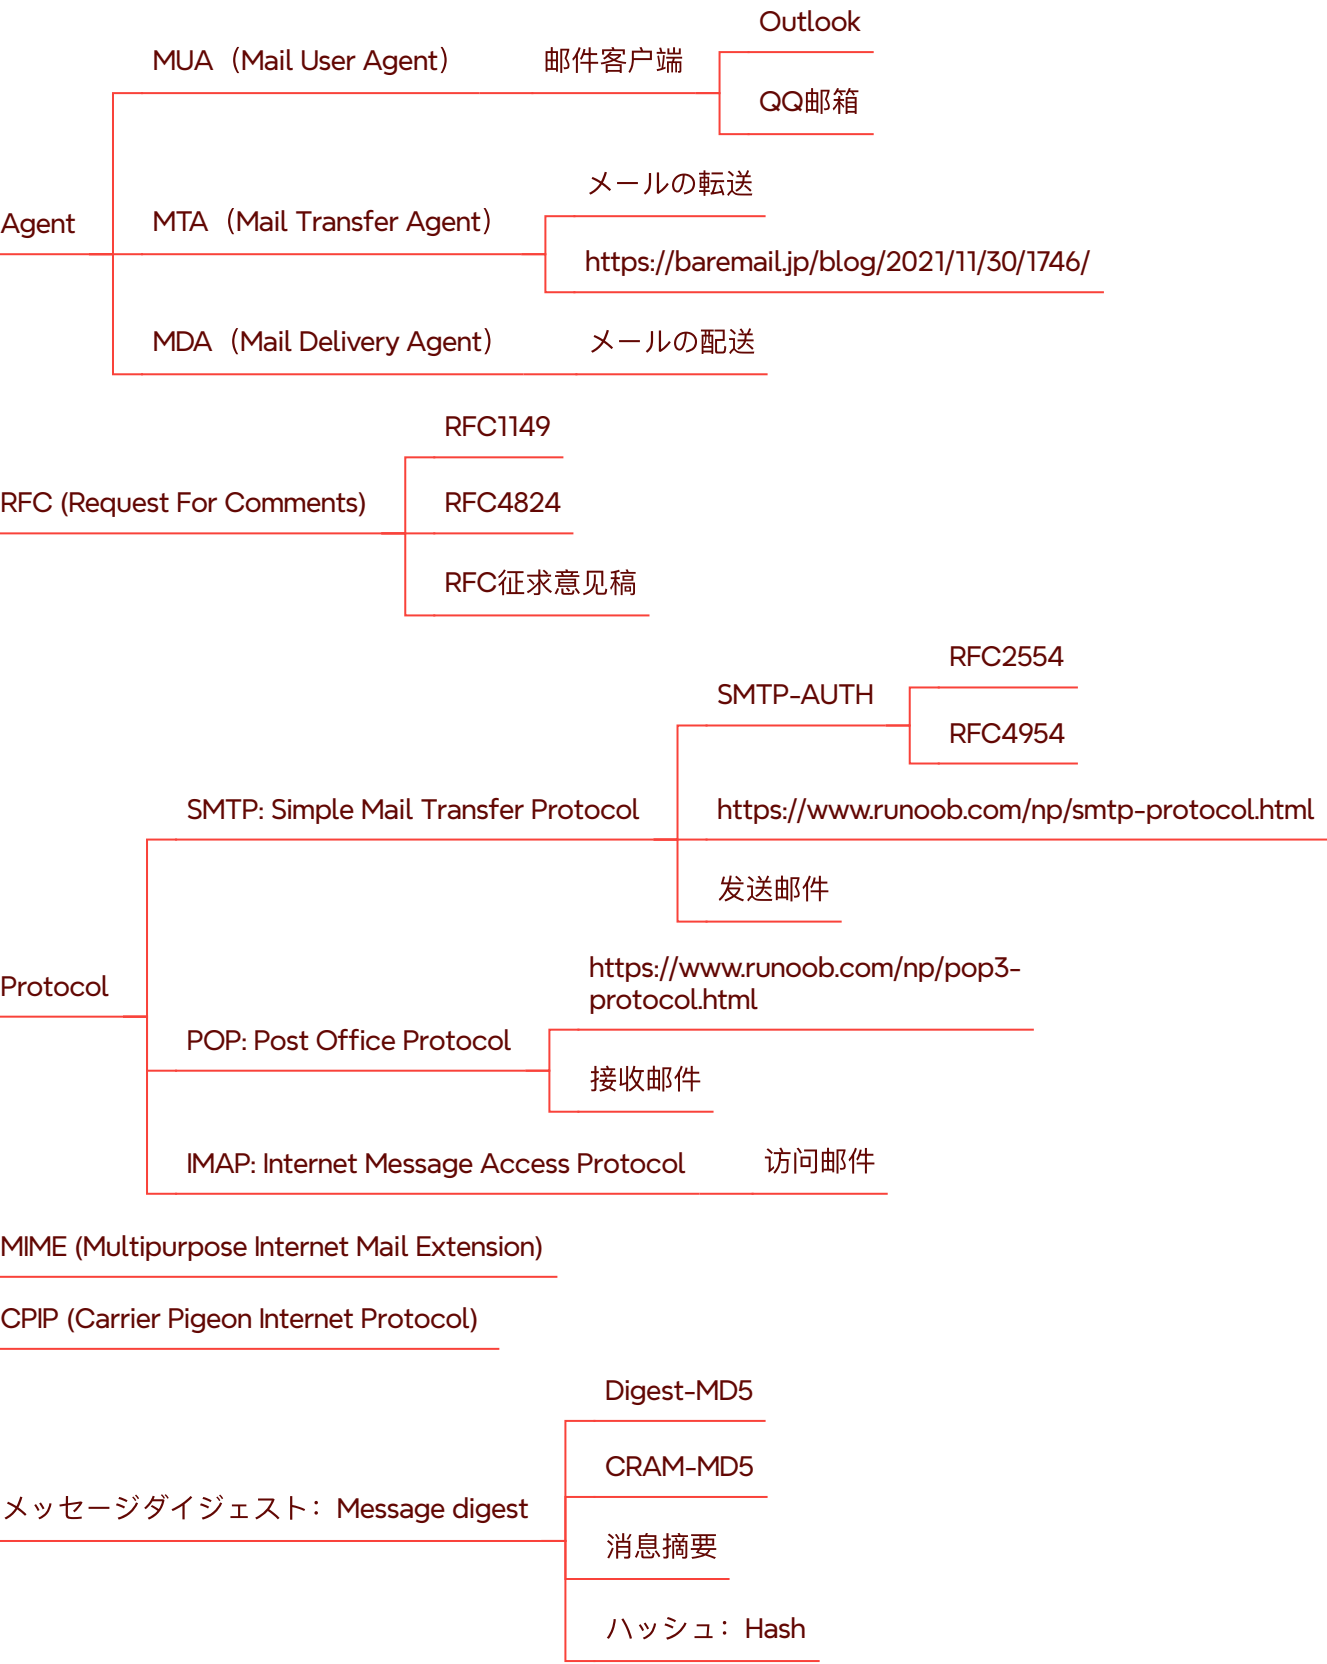 Agent
MUA（Mail User Agent）
邮件客户端
Outlook
QQ邮箱
MTA（Mail Transfer Agent）
メールの転送
https://baremail.jp/blog/2021/11/30/1746/
MDA（Mail Delivery Agent）
メールの配送
RFC (Request For Comments)
RFC1149
RFC4824
RFC征求意见稿
Protocol
SMTP: Simple Mail Transfer Protocol
SMTP-AUTH
RFC2554
RFC4954
https://www.runoob.com/np/smtp-protocol.html
发送邮件
POP: Post Office Protocol
https://www.runoob.com/np/pop3-
protocol.html
接收邮件
IMAP: Internet Message Access Protocol
访问邮件
MIME (Multipurpose Internet Mail Extension)
CPIP (Carrier Pigeon Internet Protocol)
メッセージダイジェスト：Message digest
Digest-MD5
CRAM-MD5
消息摘要
ハッシュ：Hash